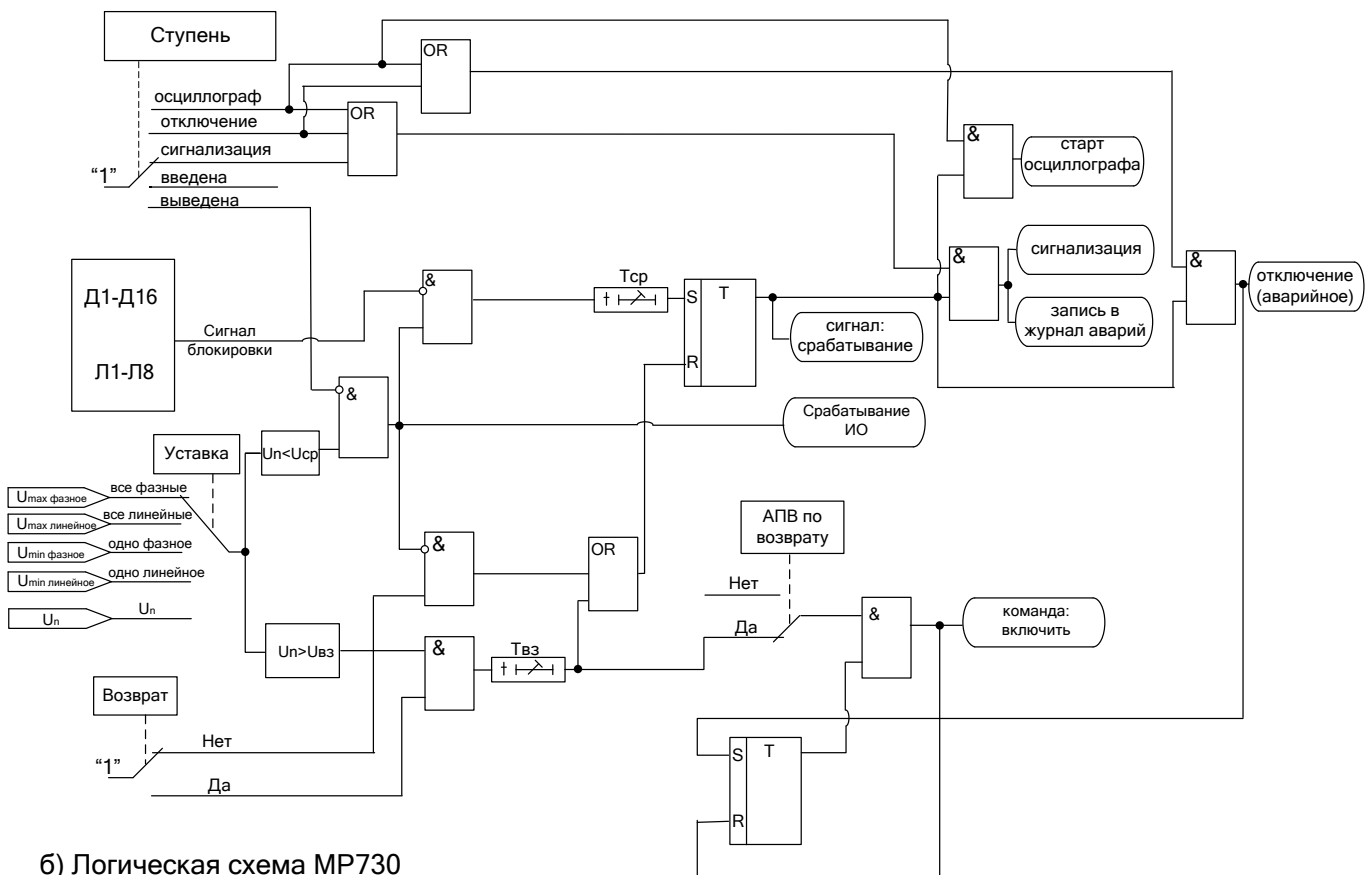 Ступень
OR
осциллограф
OR
отключение
сигнализация
“1”
введена
выведена
&
старт
осциллографа
&
сигнализация
запись в
журнал аварий
&
отключение
(аварийное)
Д1-Д16
Л1-Л8
Сигнал
блокировки
&
Tср
S T
R
сигнал:
срабатывание
&
Срабатывание
ИО
Уставка
Un<Uср
Umax фазное
все фазные
Umax линейное
все линейные
Umin фазное
одно фазное
Umin линейное
одно линейное
Un
Un
&
OR
АПВ по
возврату
Нет
Да
&
команда:
включить
Un>Uвз
&
Tвз
Возврат
Нет
“1”
Да
S T
R
б) Логическая схема МР730